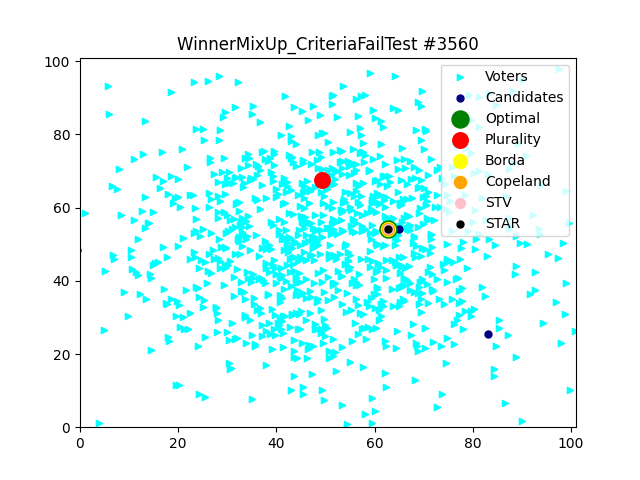 WinnerMixUp_CriteriaFailTest #3560
100
80
60
40
20
0
0 20 40 60 80 100
Voters
Candidates
Optimal
Plurality
Borda
Copeland
STV
STAR